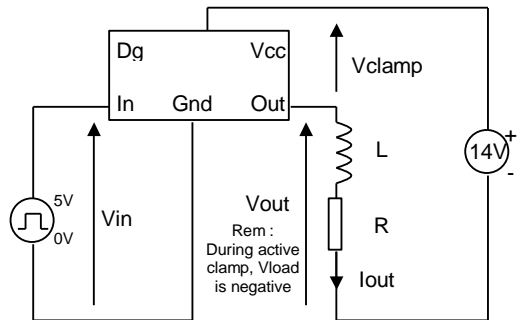 Dg
Vcc
Vclamp
In
Gnd
Out
14V
+
-
L
5V
0V
Vin
Vout
R
Rem :
During active
clamp, Vload
is negative
Iout